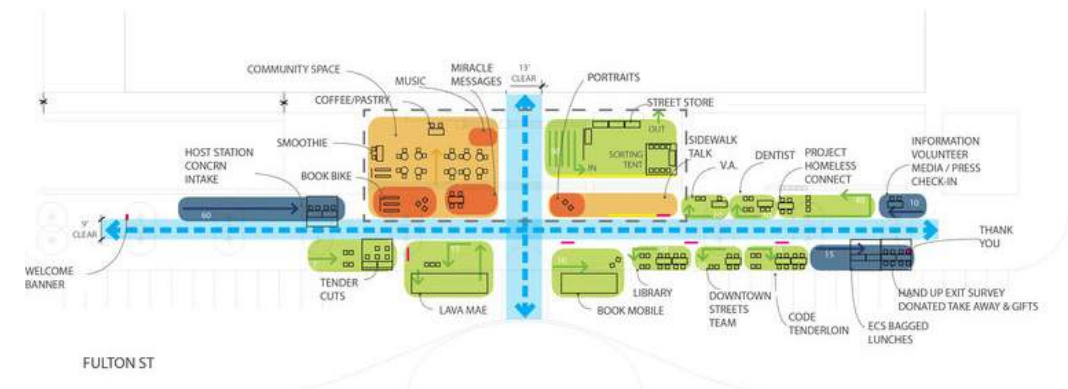 13'
CLEAR
COMMUNITY SPACE
MUSIC
MIRACLE
MESSAGES
COFFEE/PASTRY
PORTRAITS
STREET STORE
SMOOTHIE
OUT
IN
SORTING
TENT
SIDEWALK
TALK
V.A.
DENTIST
PROJECT
HOMELESS
CONNECT
INFORMATION
VOLUNTEER
MEDIA / PRESS
CHECK-IN
HOST STATION
CONCRN
INTAKE
BOOK BIKE
60
40
10
9'
CLEAR
THANK
YOU
WELCOME
BANNER
TENDER
CUTS
LAVA MAE
10
BOOK MOBILE
LIBRARY
DOWNTOWN
STREETS
TEAM
CODE
TENDERLOIN
15
ECS BAGGED
LUNCHES
HAND UP EXIT SURVEY
DONATED TAKE AWAY & GIFTS
FULTON ST